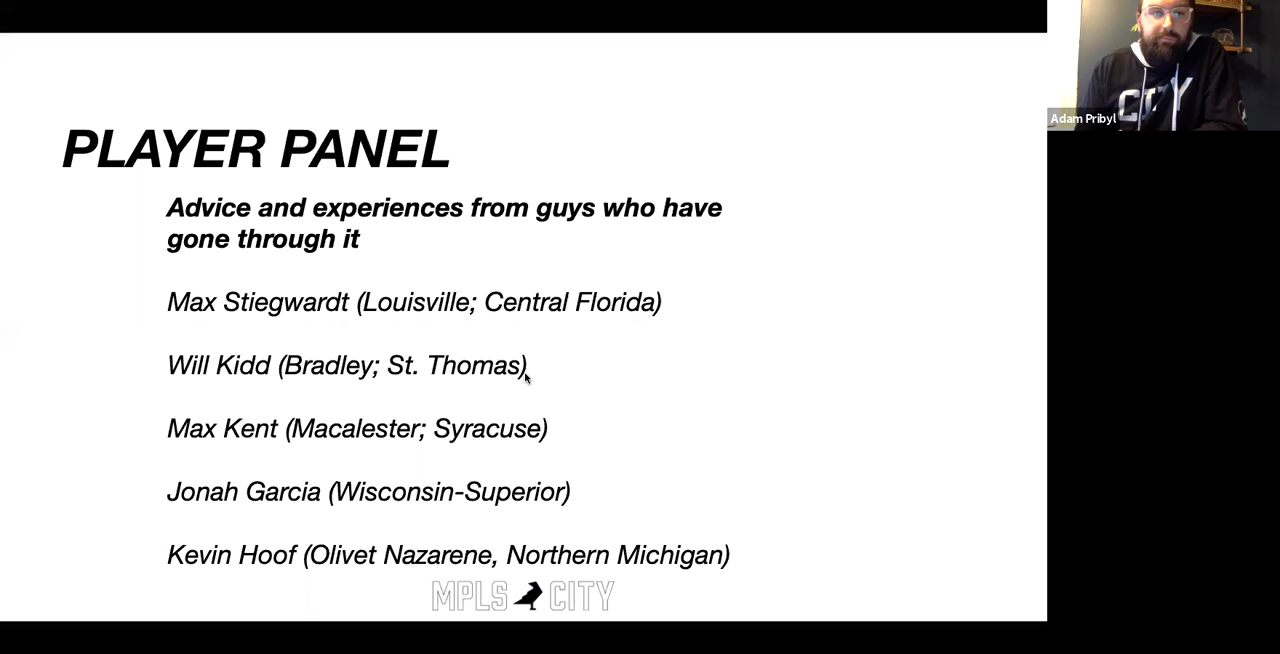 PLAYER PANEL
Advice and experiences from guys who have
gone through it
Max Stiegwardt (Louisville; Central Florida)
Will Kidd (Bradley; St. Thomas)
Max Kent (Macalester; Syracuse)
Jonah Garcia (Wisconsin-Superior)
Kevin Hoof (Olivet Nazarene, Northern Michigan)
MPLS CITY
CITY
Adam Pribyl